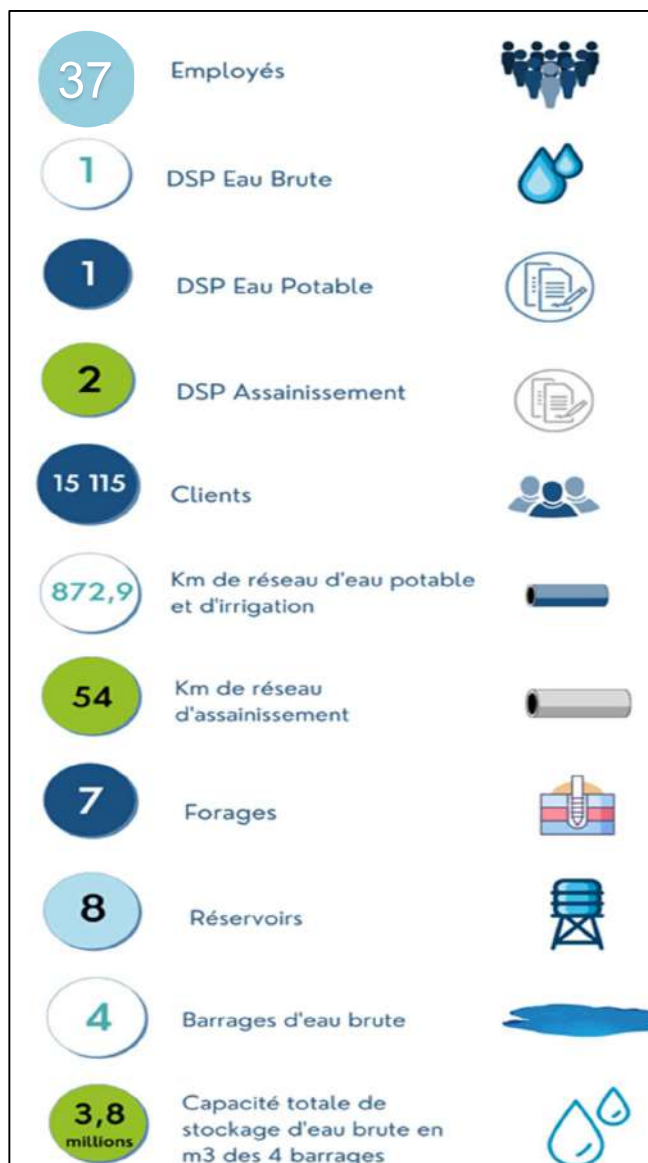 37 Employés
1 DSP Eau Brute
1 DSP Eau Potable
2 DSP Assainissement
15 115 Clients
872,9 Km de réseau d'eau potable
et d'irrigation
54 Km de réseau
d'assainissement
7 Forages
8 Réservoirs
4 Barrages d'eau brute
3,8 Capacité totale de
millions stockage d'eau brute en
m3 des 4 barrages